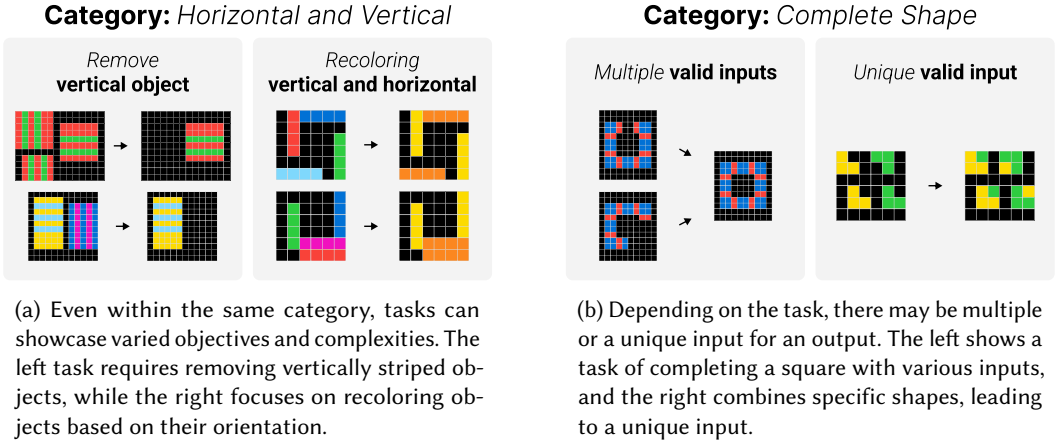 Category: Horizontal and Vertical
Remove
vertical object
Recoloring
vertical and horizontal
(a) Even within the same category, tasks can
showcase varied objectives and complexities. The
left task requires removing vertically striped ob-
jects, while the right focuses on recoloring ob-
jects based on their orientation.
Category: Complete Shape
Multiple valid inputs
Unique valid input
(b) Depending on the task, there may be multiple
or a unique input for an output. The left shows a
task of completing a square with various inputs,
and the right combines specific shapes, leading
to a unique input.